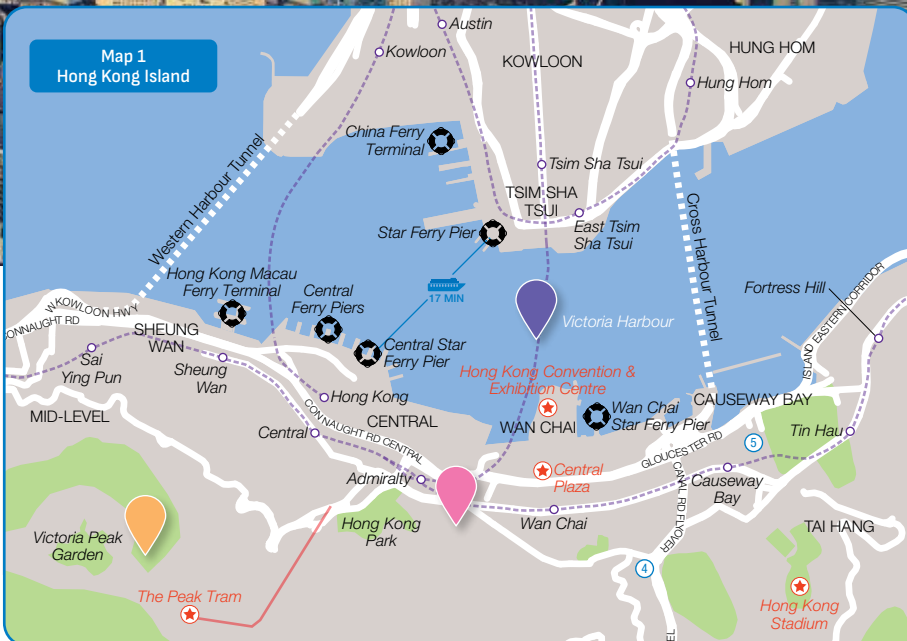 Map 1
Hong Kong Island
Austin
Kowloon
KOWLOON
HUNG HOM
Hung Hom
China Ferry
Terminal
Tsim Sha Tsui
TSIM SHA
TSUI
Western Harbour Tunnel
Star Ferry Pier
East Tsim
Sha Tsui
Cross Harbour Tunnel
Hong Kong Macau
Ferry Terminal
17 MIN
Fortress Hill
Central
Ferry Piers
Victoria Harbour
ISLAND EASTERN CORRIDOR
W.KOWLOON HWY
CONNAUGHT RD
SHEUNG
WAN
Central Star
Ferry Pier
Sai
Ying Pun
Sheung
Wan
Hong Kong Convention &
Exhibition Centre
Hong Kong
MID-LEVEL
CENTRAL
WAN CHAI
Wan Chai
Star Ferry Pier
CAUSEWAY BAY
Central
CONNAUGHT RD CENTRAL
GLOUCESTER RD
5
Tin Hau
Admiralty
Central
Plaza
Causeway
Bay
CANAL RD FLYOVER
Hong Kong
Park
Wan Chai
TAI HANG
Victoria Peak
Garden
4
The Peak Tram
Hong Kong
Stadium
EL